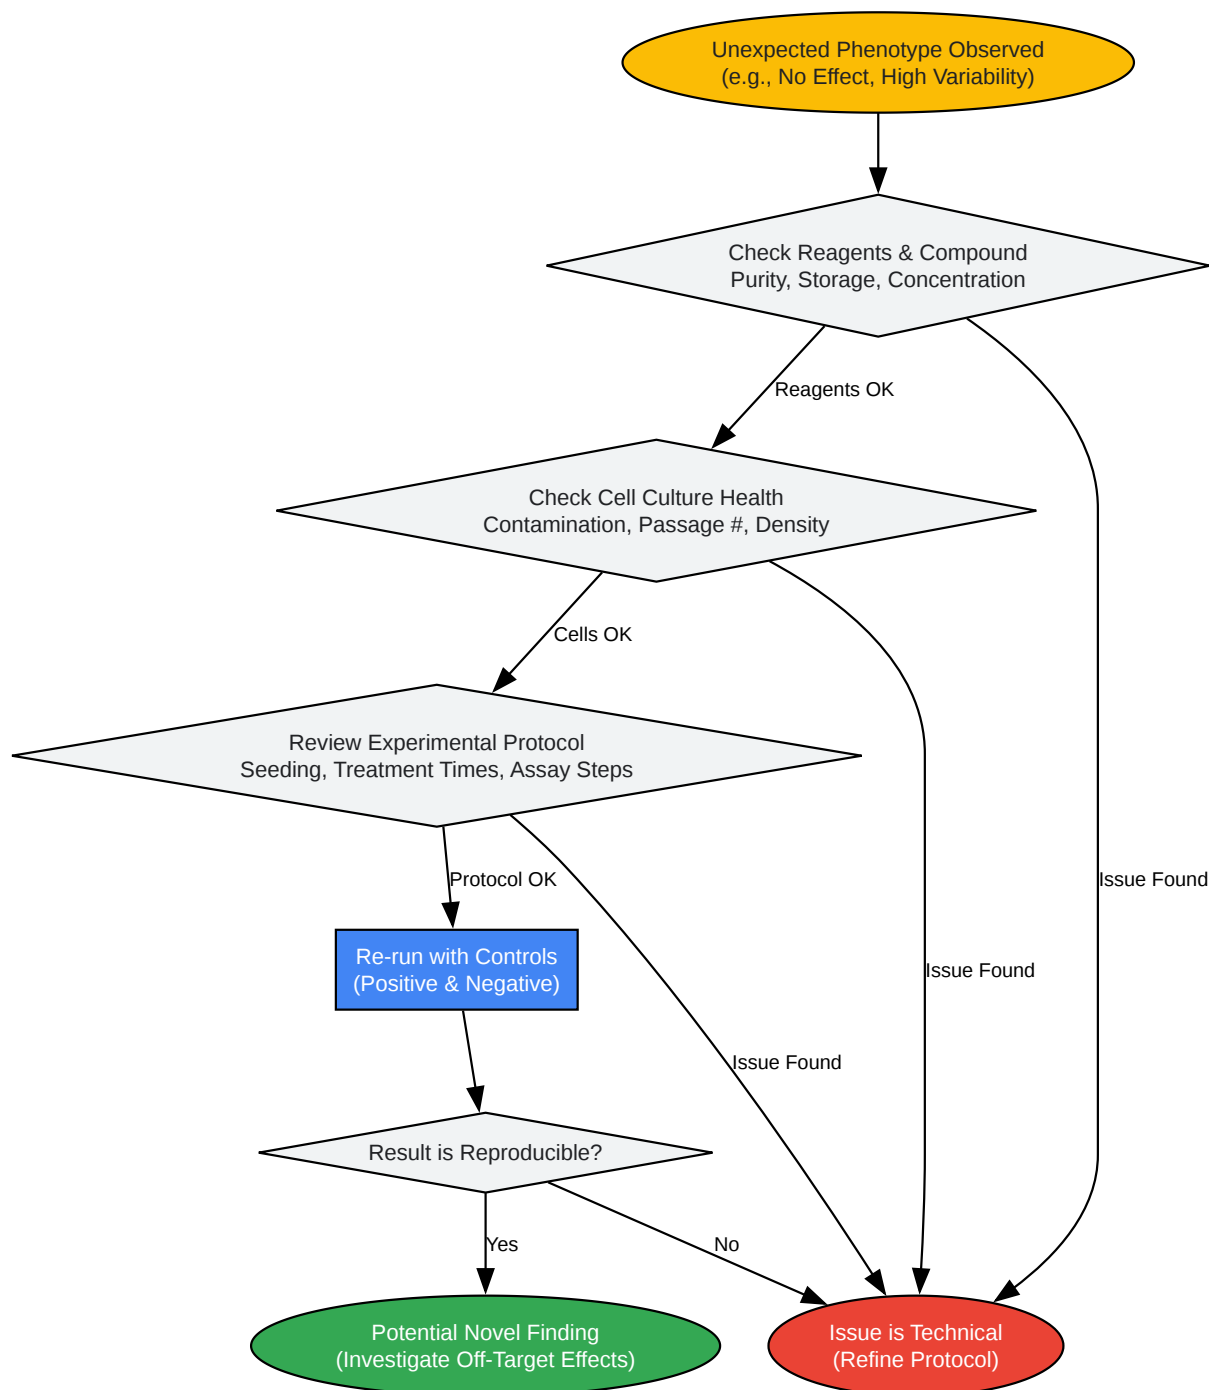 Unexpected Phenotype Observed
(e.g., No Effect, High Variability)
Check Reagents & Compound
Purity, Storage, Concentration
Reagents OK
Check Cell Culture Health
Contamination, Passage #, Density
Cells OK
Review Experimental Protocol
Seeding, Treatment Times, Assay Steps
Protocol OK
Issue Found
Re-run with Controls
(Positive & Negative)
Issue Found
Issue Found
Result is Reproducible?
Yes
No
Potential Novel Finding
(Investigate Off-Target Effects)
Issue is Technical
(Refine Protocol)